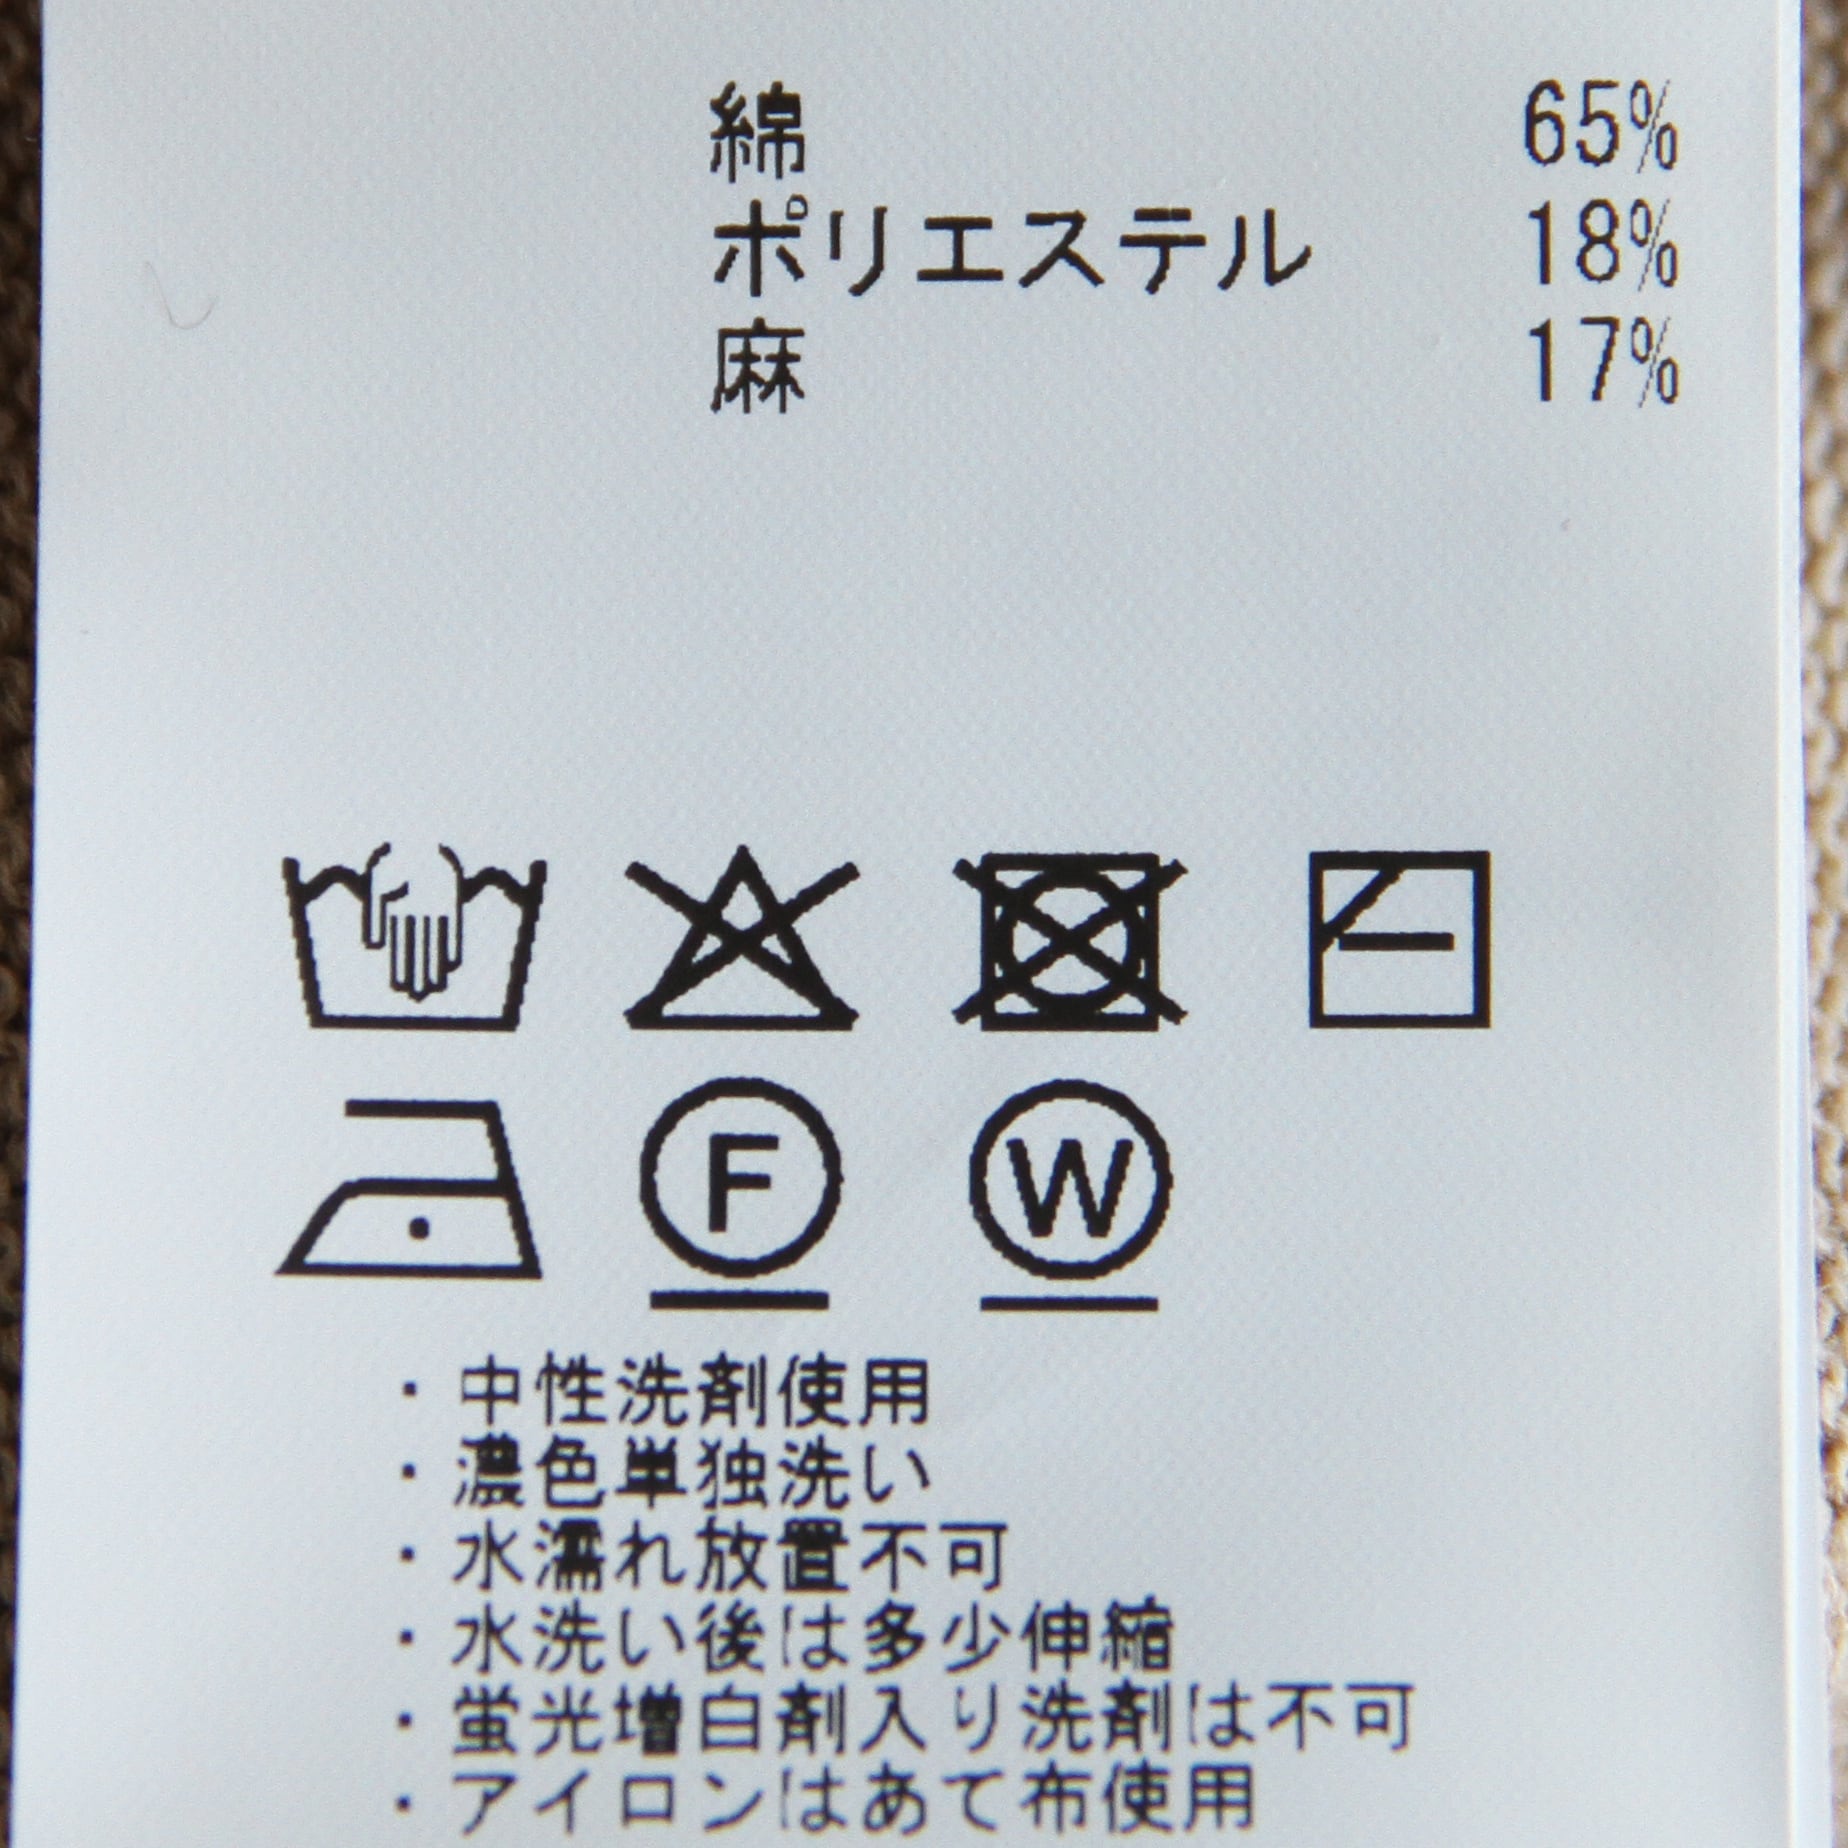 綿 65%
ポリエステル 18%
麻 17%
F W
・中性洗剤使用
・濃色単独洗い
・水濡れ放置不可
・水洗い後は多少伸縮
・蛍光増白剤入り洗剤は不可
・アイロンはあて布使用